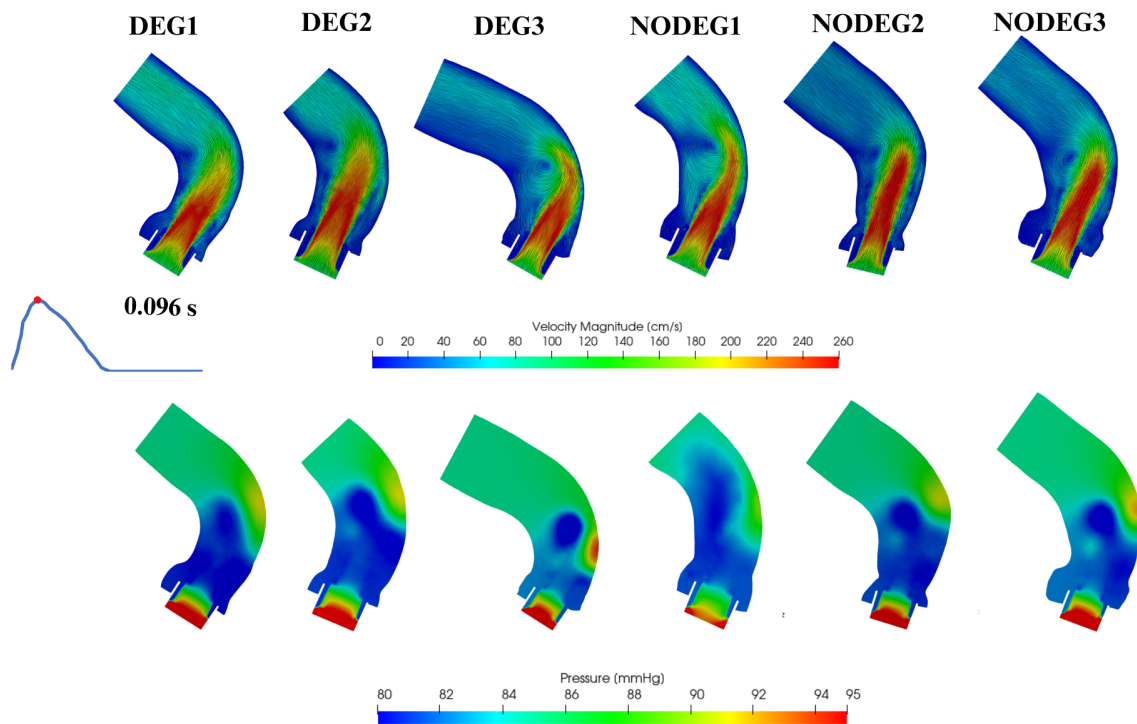 DEG1 DEG2 DEG3 NODEG1 NODEG2 NODEG3
0.096 s
Velocity Magnitude (cm/s)
0 20 40 60 80 100 120 140 160 180 200 220 240 260
Pressure (mmHg)
80 82 84 86 88 90 92 94 95